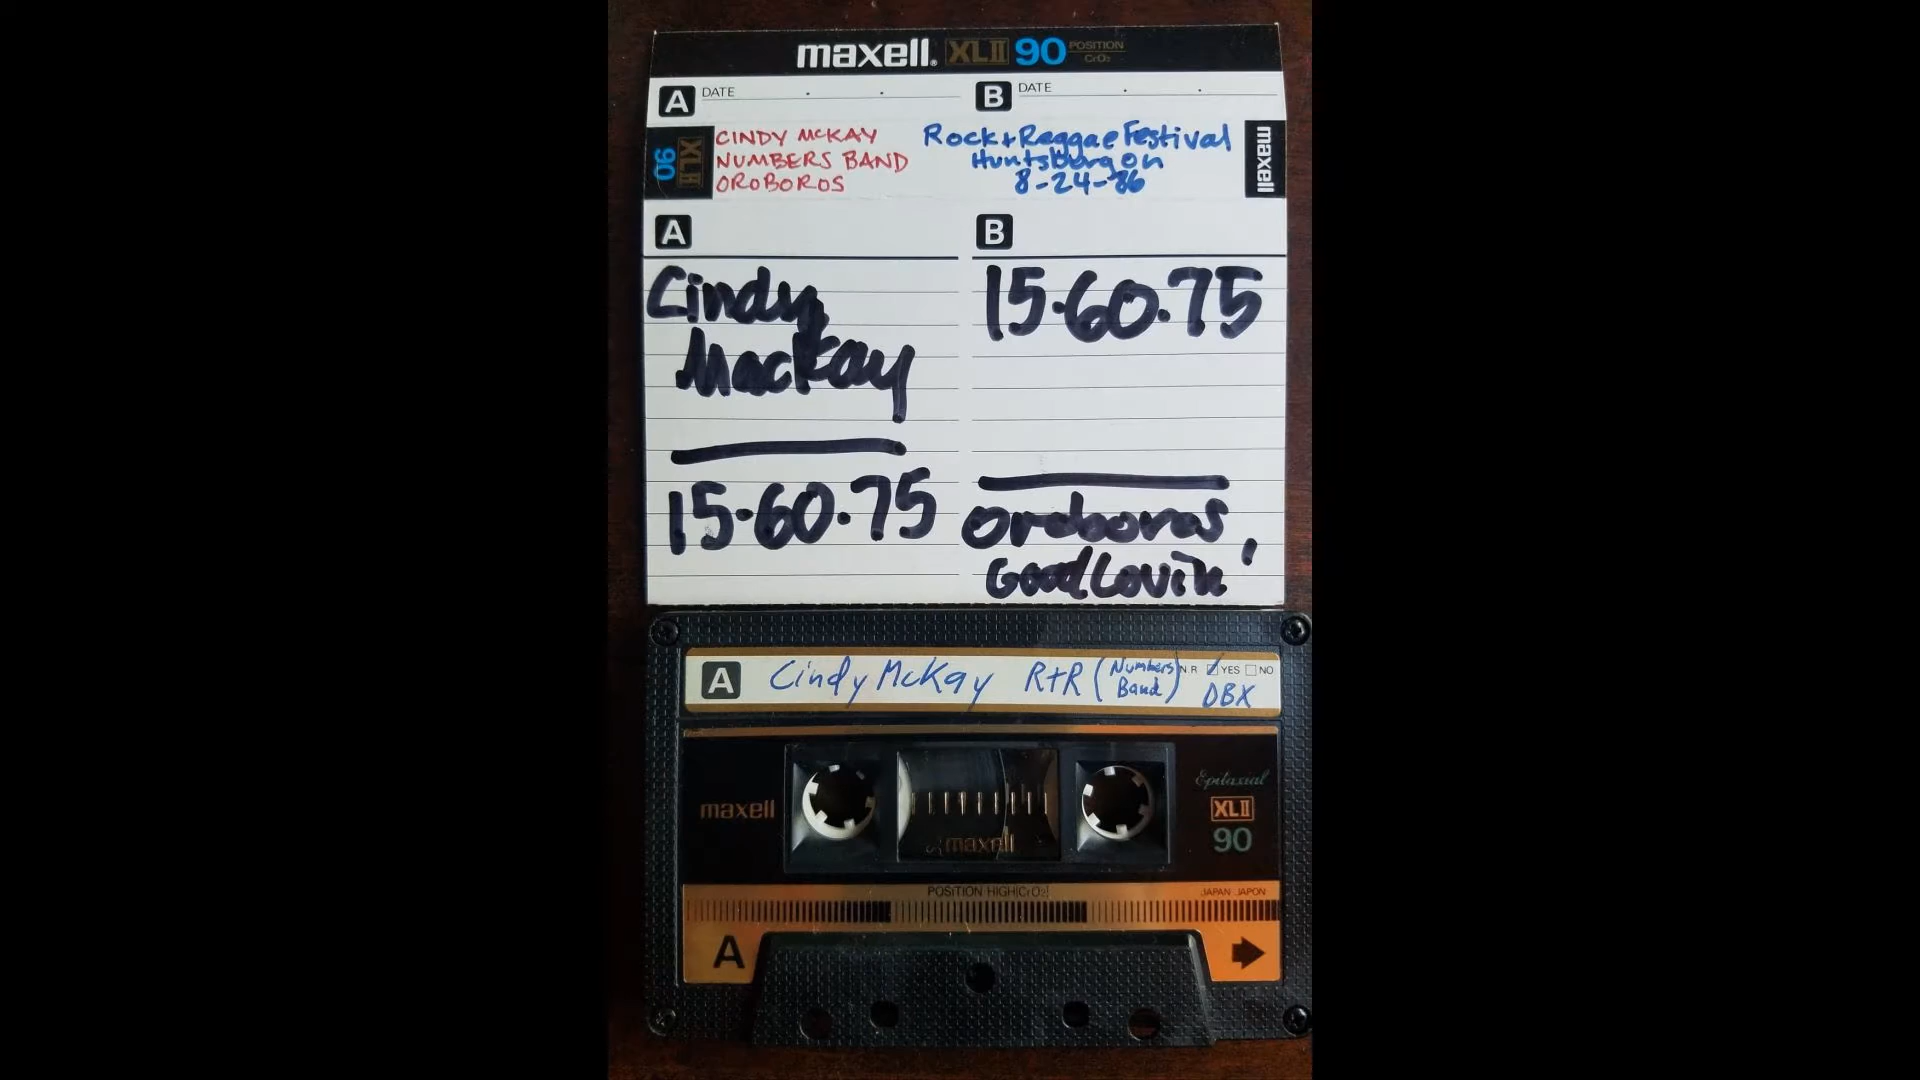 maxell. XLII 90 POSITION CrO₂
A DATE
B DATE
XLII 90
CINDY McKAY
NUMBERS BAND
OROBOROS
Rock + Reggae Festival
Huntsburg on
8-24-86
maxell
A
Cindy
Mackay
15.60.75
B
15.60.75
Oroboros
Good Lovin'
A Cindy McKay R+R (Numbers Band) N R YES NO
DBX
maxell
maxell
Epitaxial
XLII
90
POSITION HIGH(CrO₂)
JAPAN JAPON
A